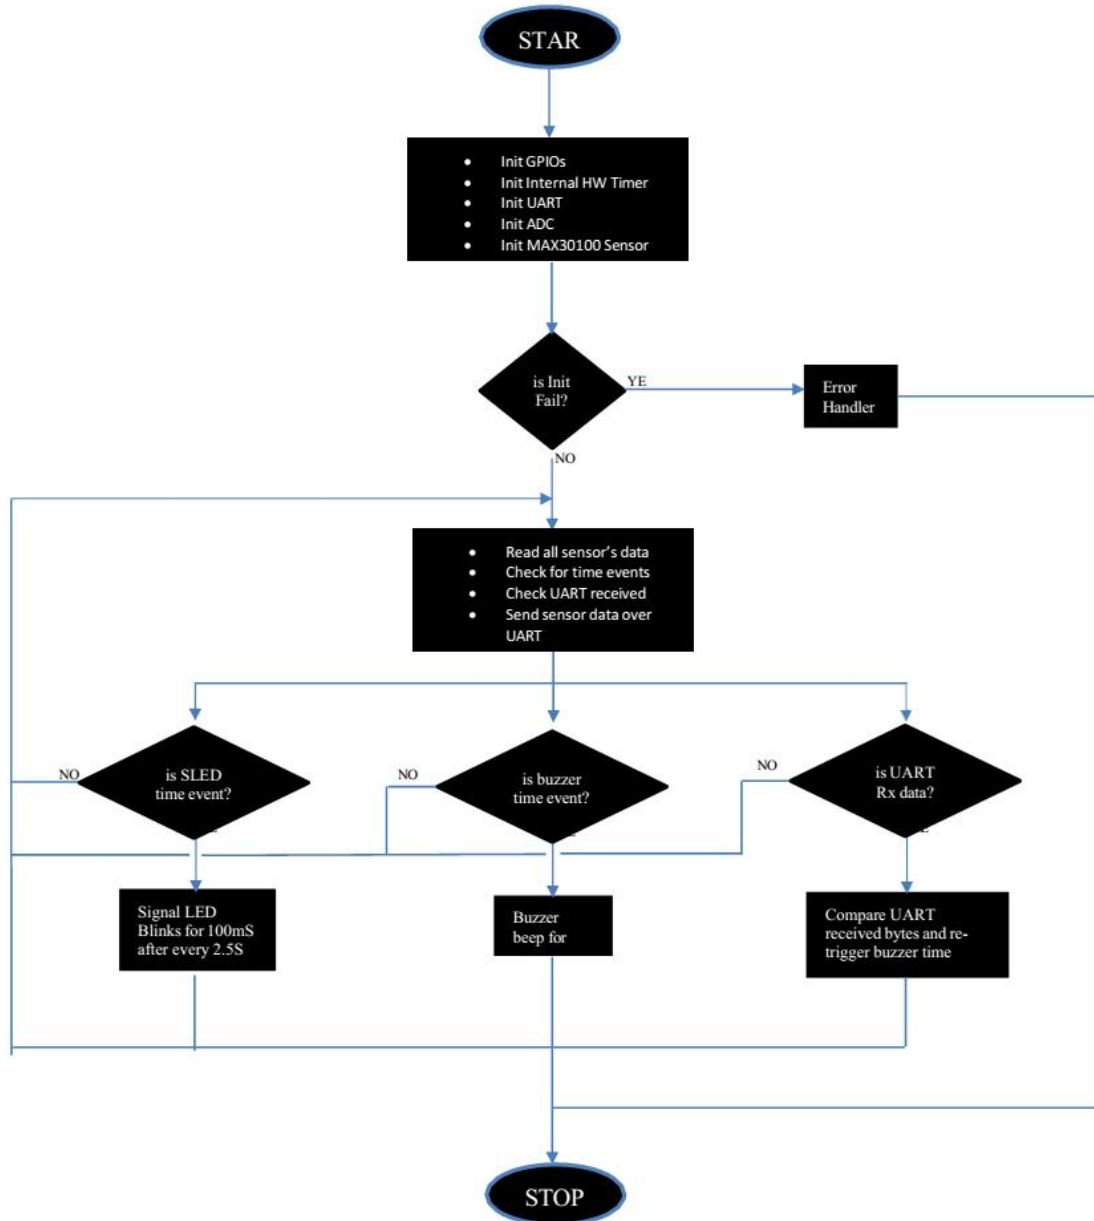 STAR
• Init GPIOs
• Init Internal HW Timer
• Init UART
• Init ADC
• Init MAX30100 Sensor
is Init
Fail?
YE
Error
Handler
NO
• Read all sensor's data
• Check for time events
• Check UART received
• Send sensor data over
UART
NO
is SLED
time event?
NO
is buzzer
time event?
NO
is UART
Rx data?
Signal LED
Blinks for 100mS
after every 2.5S
Buzzer
beep for
Compare UART
received bytes and re-
trigger buzzer time
STOP